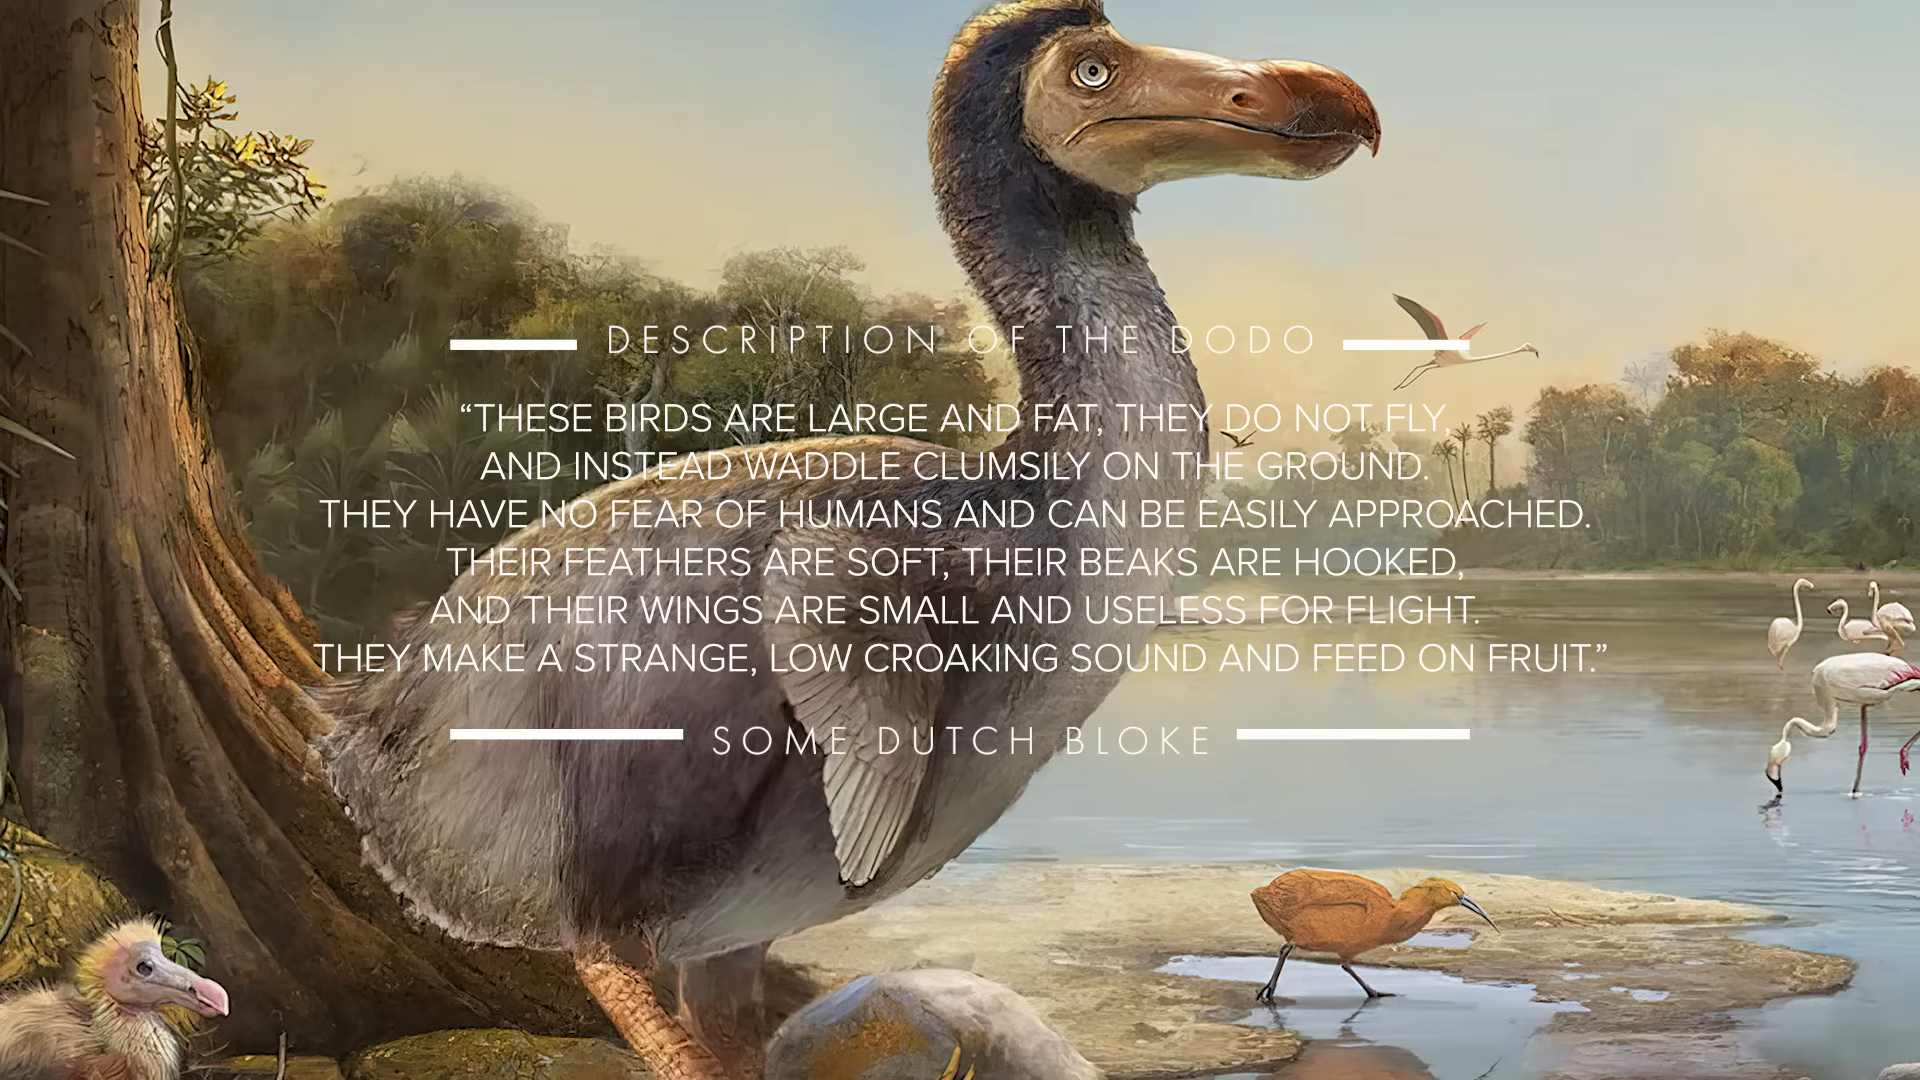 DESCRIPTION OF THE DODO
“THESE BIRDS ARE LARGE AND FAT, THEY DO NOT FLY,
AND INSTEAD WADDLE CLUMSILY ON THE GROUND.
THEY HAVE NO FEAR OF HUMANS AND CAN BE EASILY APPROACHED.
THEIR FEATHERS ARE SOFT, THEIR BEAKS ARE HOOKED,
AND THEIR WINGS ARE SMALL AND USELESS FOR FLIGHT.
THEY MAKE A STRANGE, LOW CROAKING SOUND AND FEED ON FRUIT.”
SOME DUTCH BLOKE